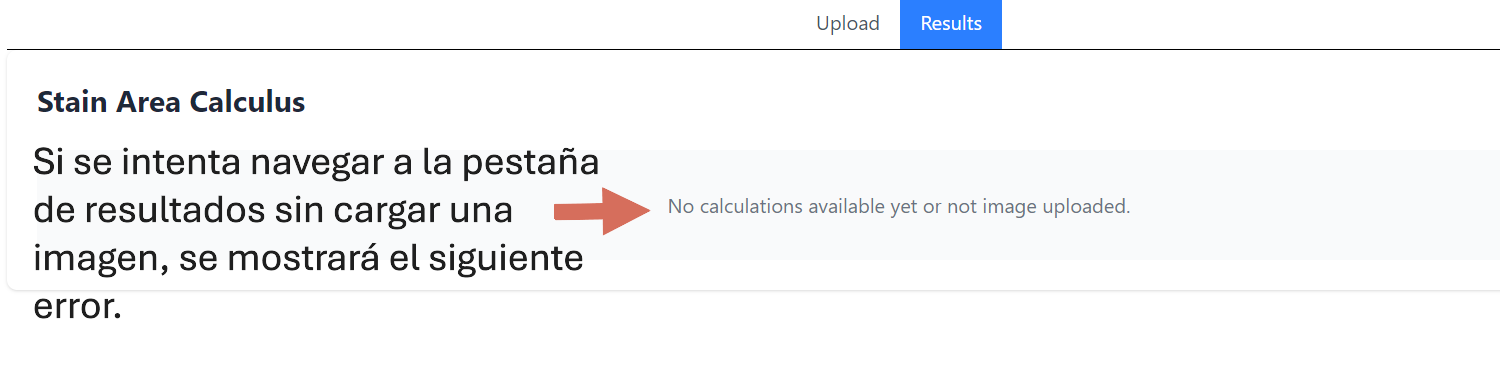 Upload Results
Stain Area Calculus
Si se intenta navegar a la pestaña
de resultados sin cargar una
imagen, se mostrará el siguiente
error.
No calculations available yet or not image uploaded.